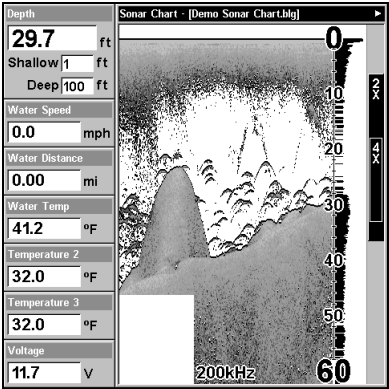 Depth
29.7 ft
Shallow 1 ft
Deep 100 ft
Water Speed
0.0 mph
Water Distance
0.00 mi
Water Temp
41.2 ºF
Temperature 2
32.0 ºF
Temperature 3
32.0 ºF
Voltage
11.7 V
Sonar Chart - [Demo Sonar Chart.blg]
0
10
20
30
40
50
60
200kHz
2X
4X